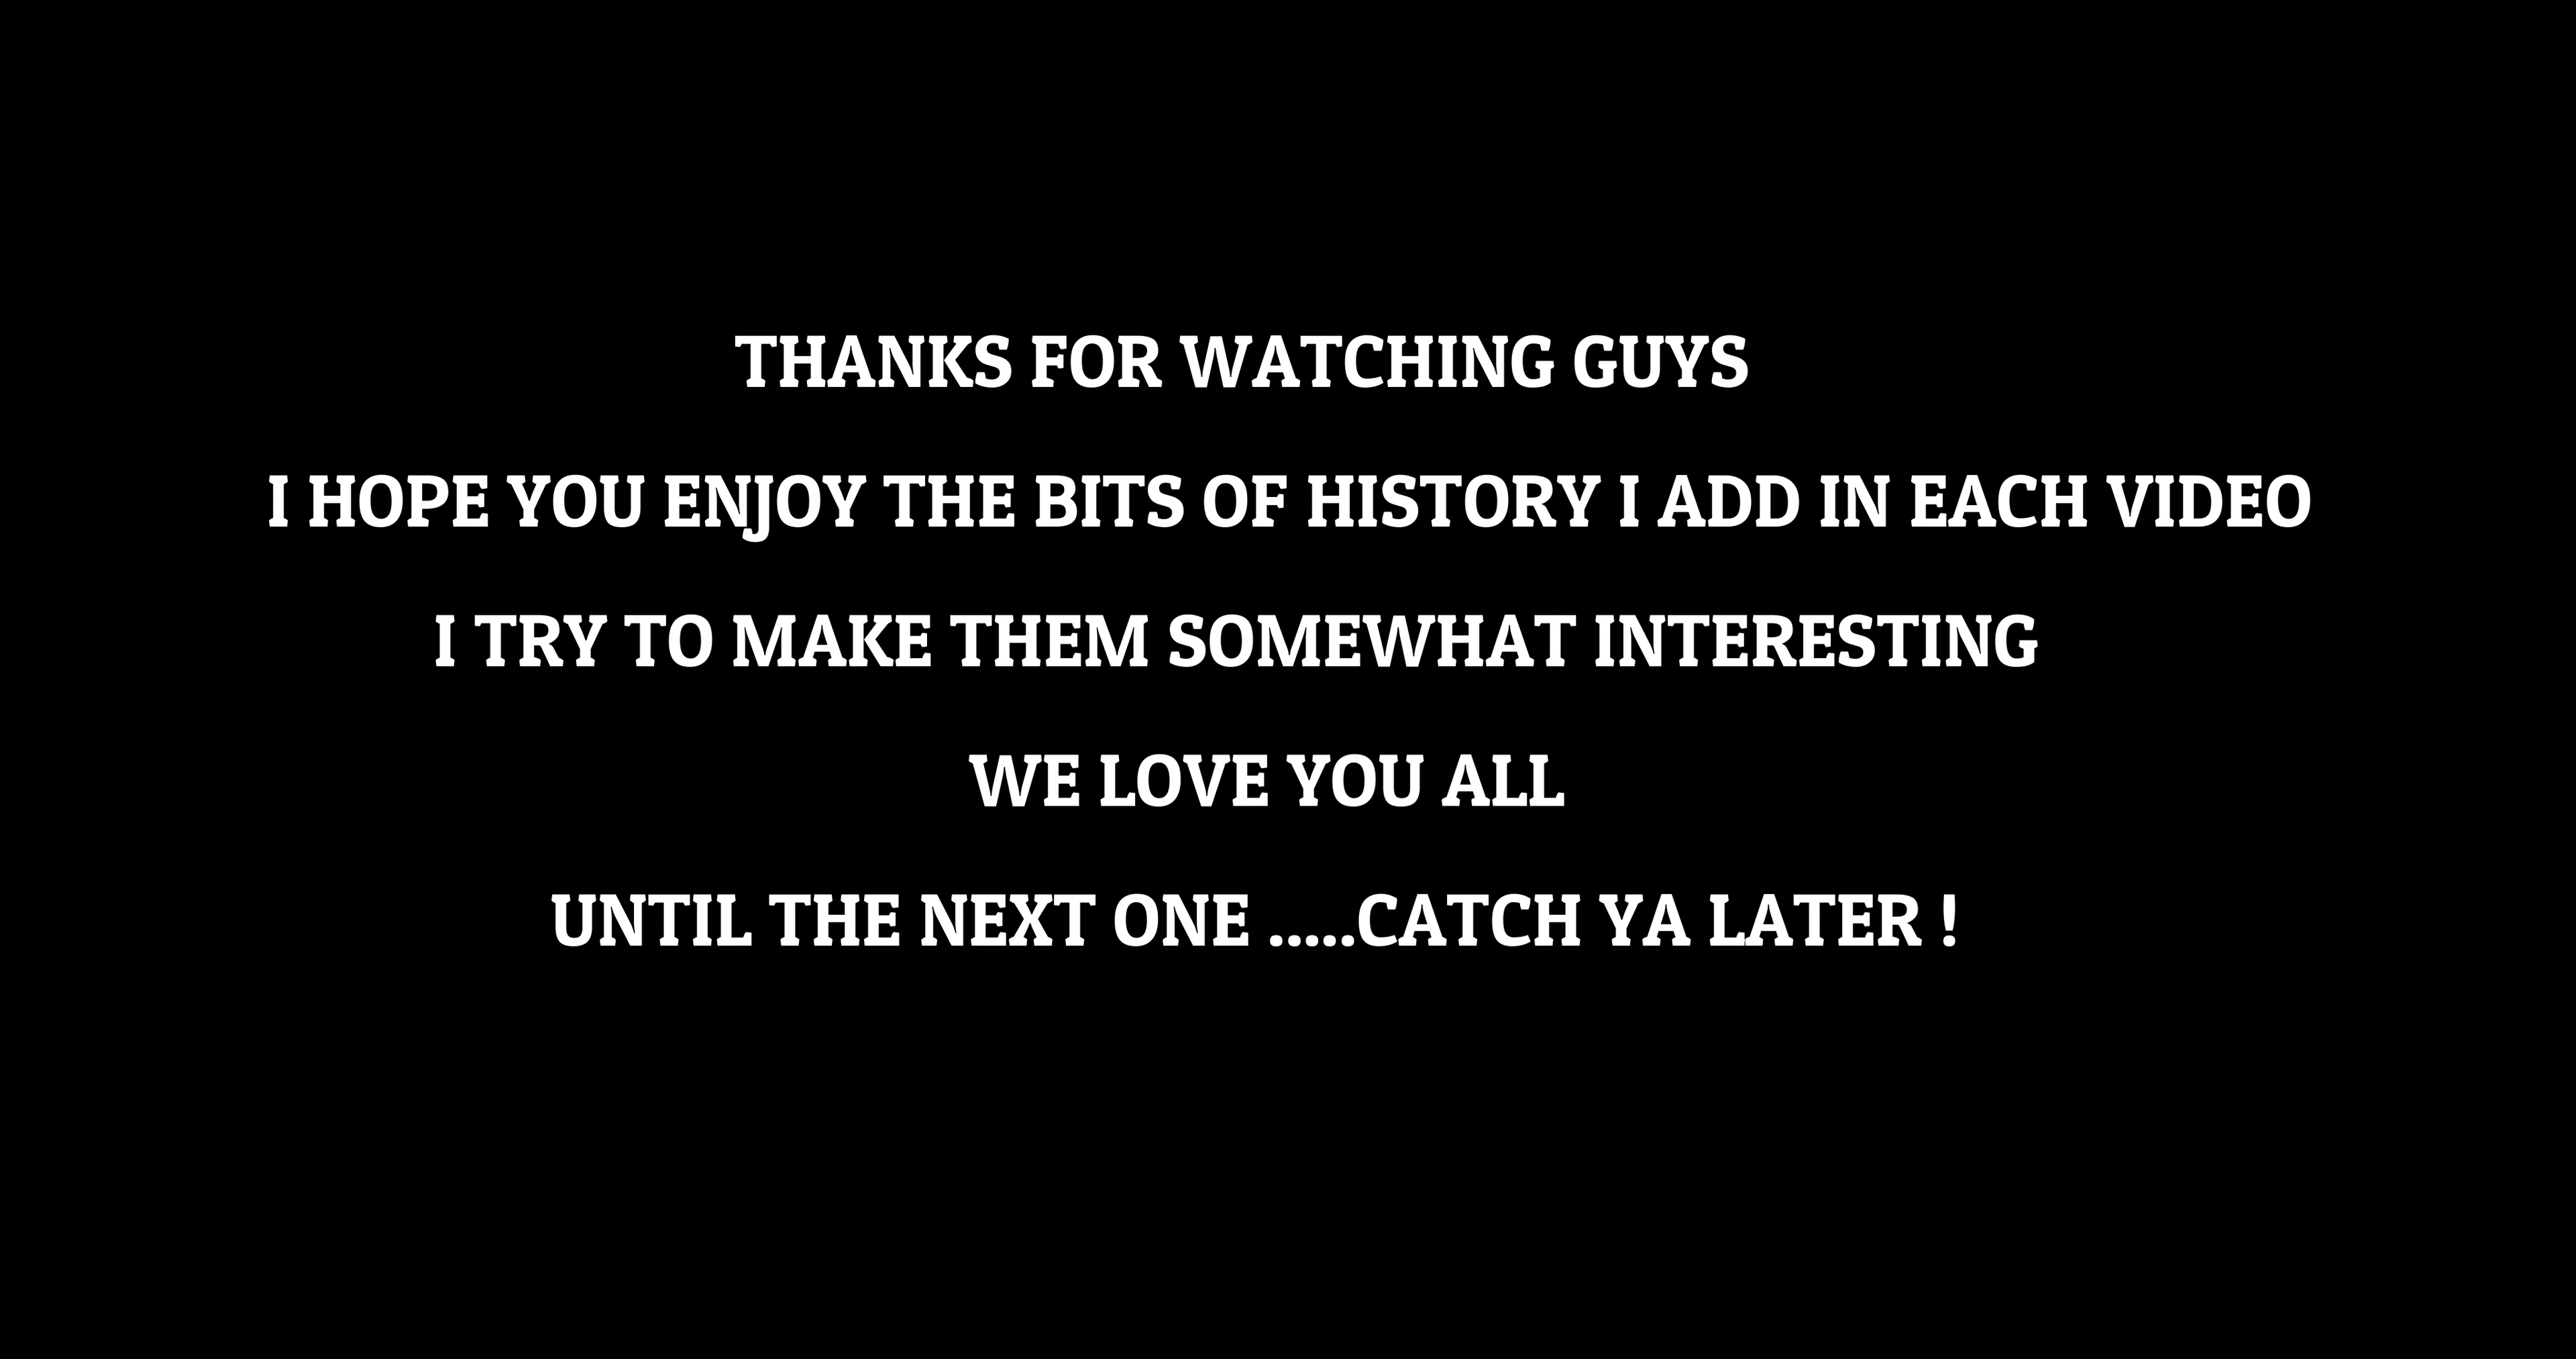 THANKS FOR WATCHING GUYS
I HOPE YOU ENJOY THE BITS OF HISTORY I ADD IN EACH VIDEO
I TRY TO MAKE THEM SOMEWHAT INTERESTING
WE LOVE YOU ALL
UNTIL THE NEXT ONE .....CATCH YA LATER !